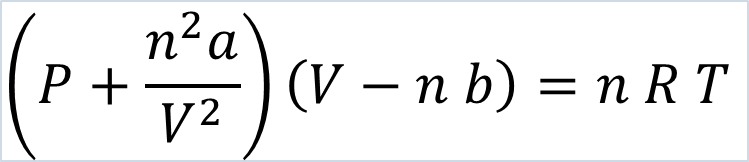 (P + n²a/V²) (V − n b) = n R T